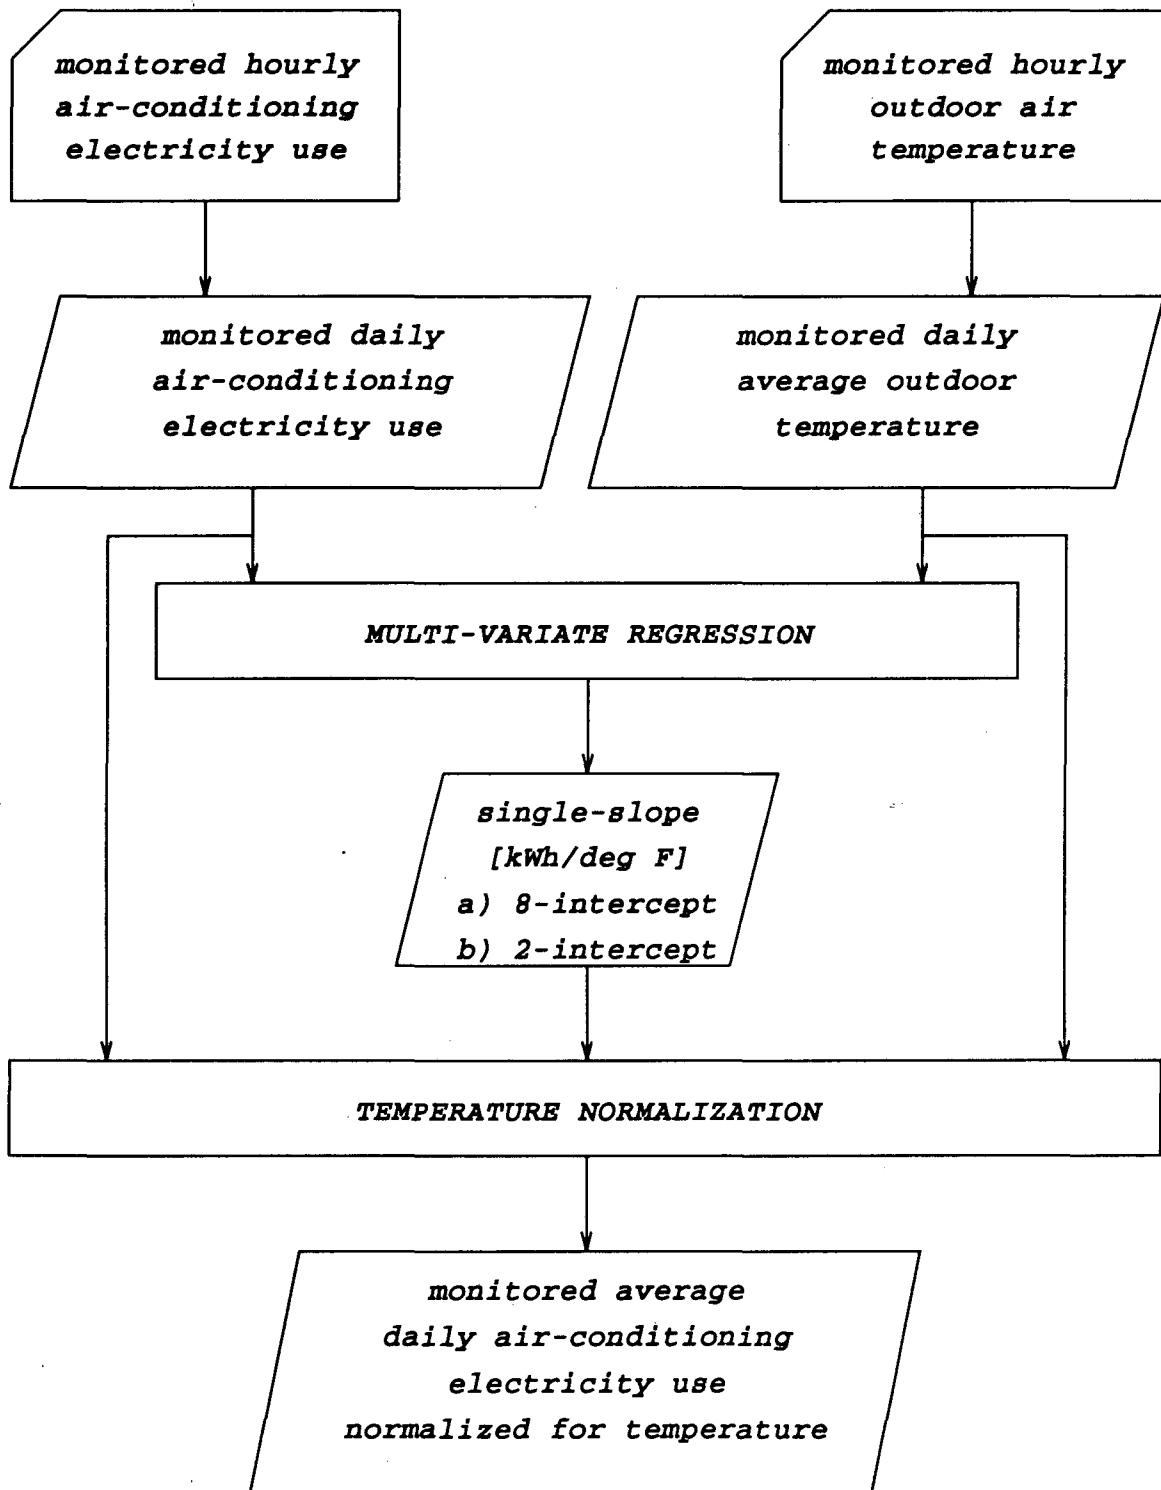 monitored hourly
air-conditioning
electricity use
monitored hourly
outdoor air
temperature
monitored daily
air-conditioning
electricity use
monitored daily
average outdoor
temperature
MULTI-VARIATE REGRESSION
single-slope
[kWh/deg F]
a) 8-intercept
b) 2-intercept
TEMPERATURE NORMALIZATION
monitored average
daily air-conditioning
electricity use
normalized for temperature